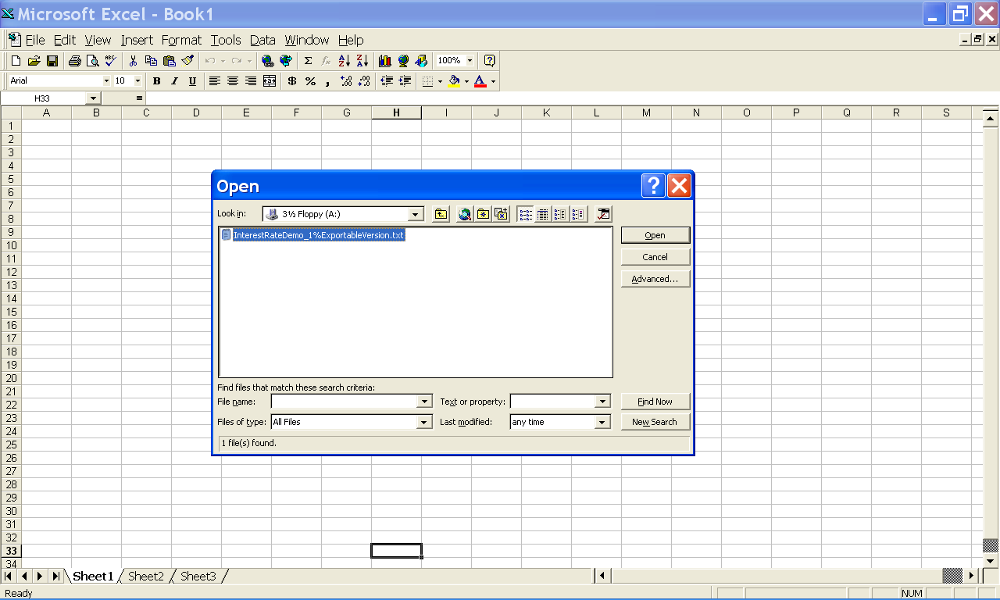 Microsoft Excel - Book1
File Edit View Insert Format Tools Data Window Help
100%
Arial 10 B I U $ % ,
H33 =
A B C D E F G H I J K L M N O P Q R S
1
2
3
4
5
6
7
8
9
10
11
12
13
14
15
16
17
18
19
20
21
22
23
24
25
26
27
28
29
30
31
32
33
34
Open
Look in: 3½ Floppy (A:)
InterestRateDemo_1%ExportableVersion.txt
Open
Cancel
Advanced...
Find files that match these search criteria:
File name: Text or property: Find Now
Files of type: All Files Last modified: any time New Search
1 file(s) found.
Sheet1 Sheet2 Sheet3
Ready NUM